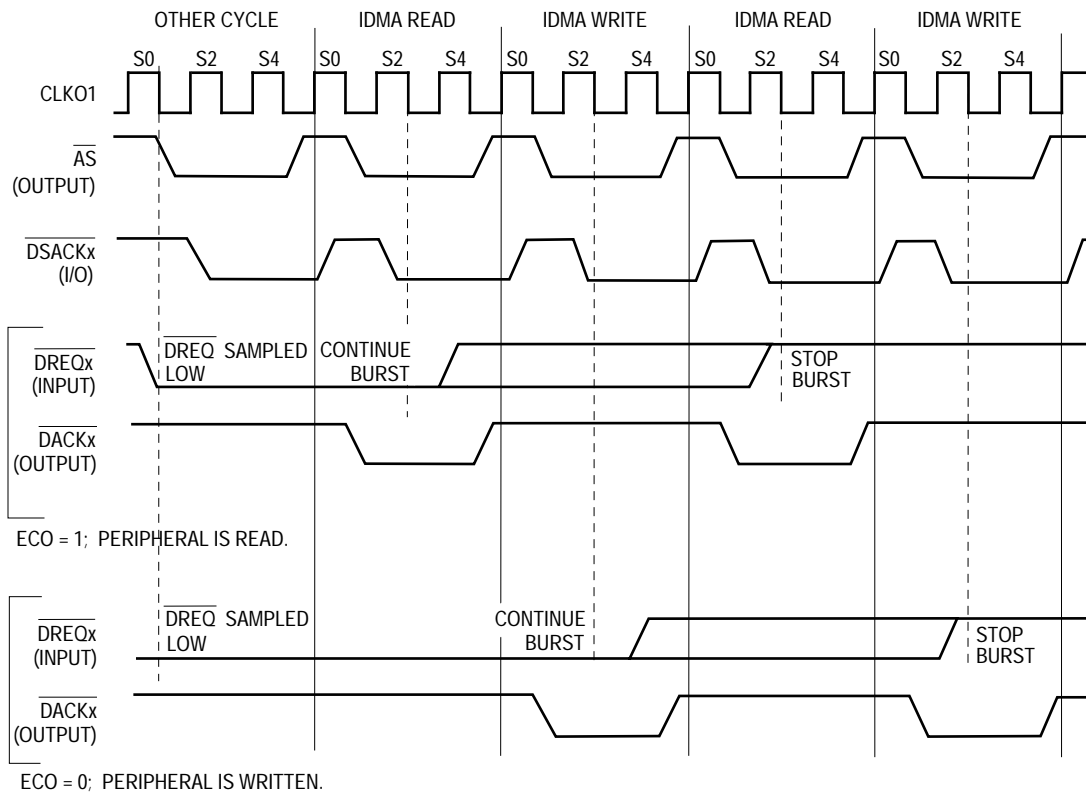 OTHER CYCLE IDMA READ IDMA WRITE IDMA READ IDMA WRITE
S0 S2 S4 S0 S2 S4 S0 S2 S4 S0 S2 S4 S0 S2 S4
CLKO1
AS
(OUTPUT)
DSACKx
(I/O)
DREQx
(INPUT)
DREQ SAMPLED
LOW
CONTINUE
BURST
STOP
BURST
DACKx
(OUTPUT)
ECO = 1; PERIPHERAL IS READ.
DREQx
(INPUT)
DREQ SAMPLED
LOW
CONTINUE
BURST
STOP
BURST
DACKx
(OUTPUT)
ECO = 0; PERIPHERAL IS WRITTEN.